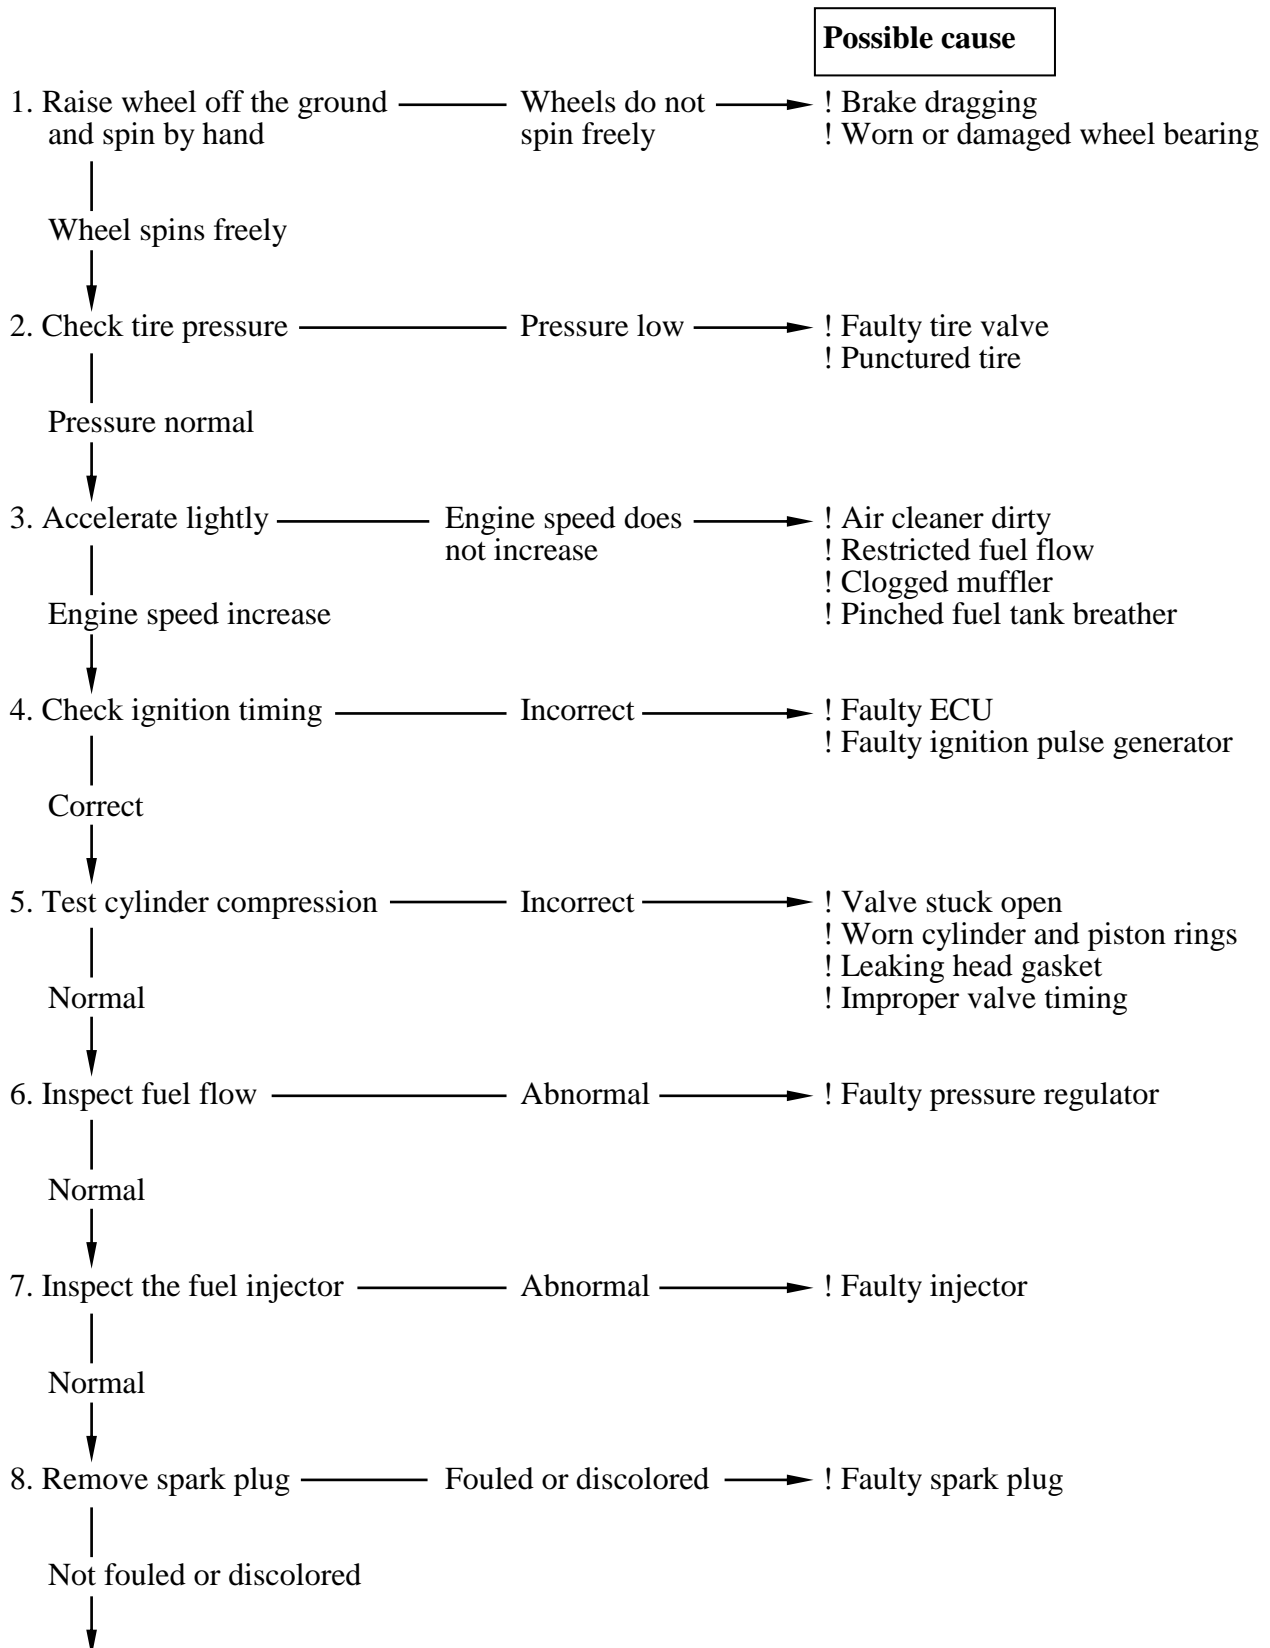 Possible cause
1. Raise wheel off the ground Wheels do not ! Brake dragging
and spin by hand spin freely ! Worn or damaged wheel bearing
Wheel spins freely
2. Check tire pressure Pressure low ! Faulty tire valve
! Punctured tire
Pressure normal
3. Accelerate lightly Engine speed does ! Air cleaner dirty
not increase ! Restricted fuel flow
! Clogged muffler
Engine speed increase ! Pinched fuel tank breather
4. Check ignition timing Incorrect ! Faulty ECU
! Faulty ignition pulse generator
Correct
5. Test cylinder compression Incorrect ! Valve stuck open
! Worn cylinder and piston rings
! Leaking head gasket
Normal ! Improper valve timing
6. Inspect fuel flow Abnormal ! Faulty pressure regulator
Normal
7. Inspect the fuel injector Abnormal ! Faulty injector
Normal
8. Remove spark plug Fouled or discolored ! Faulty spark plug
Not fouled or discolored